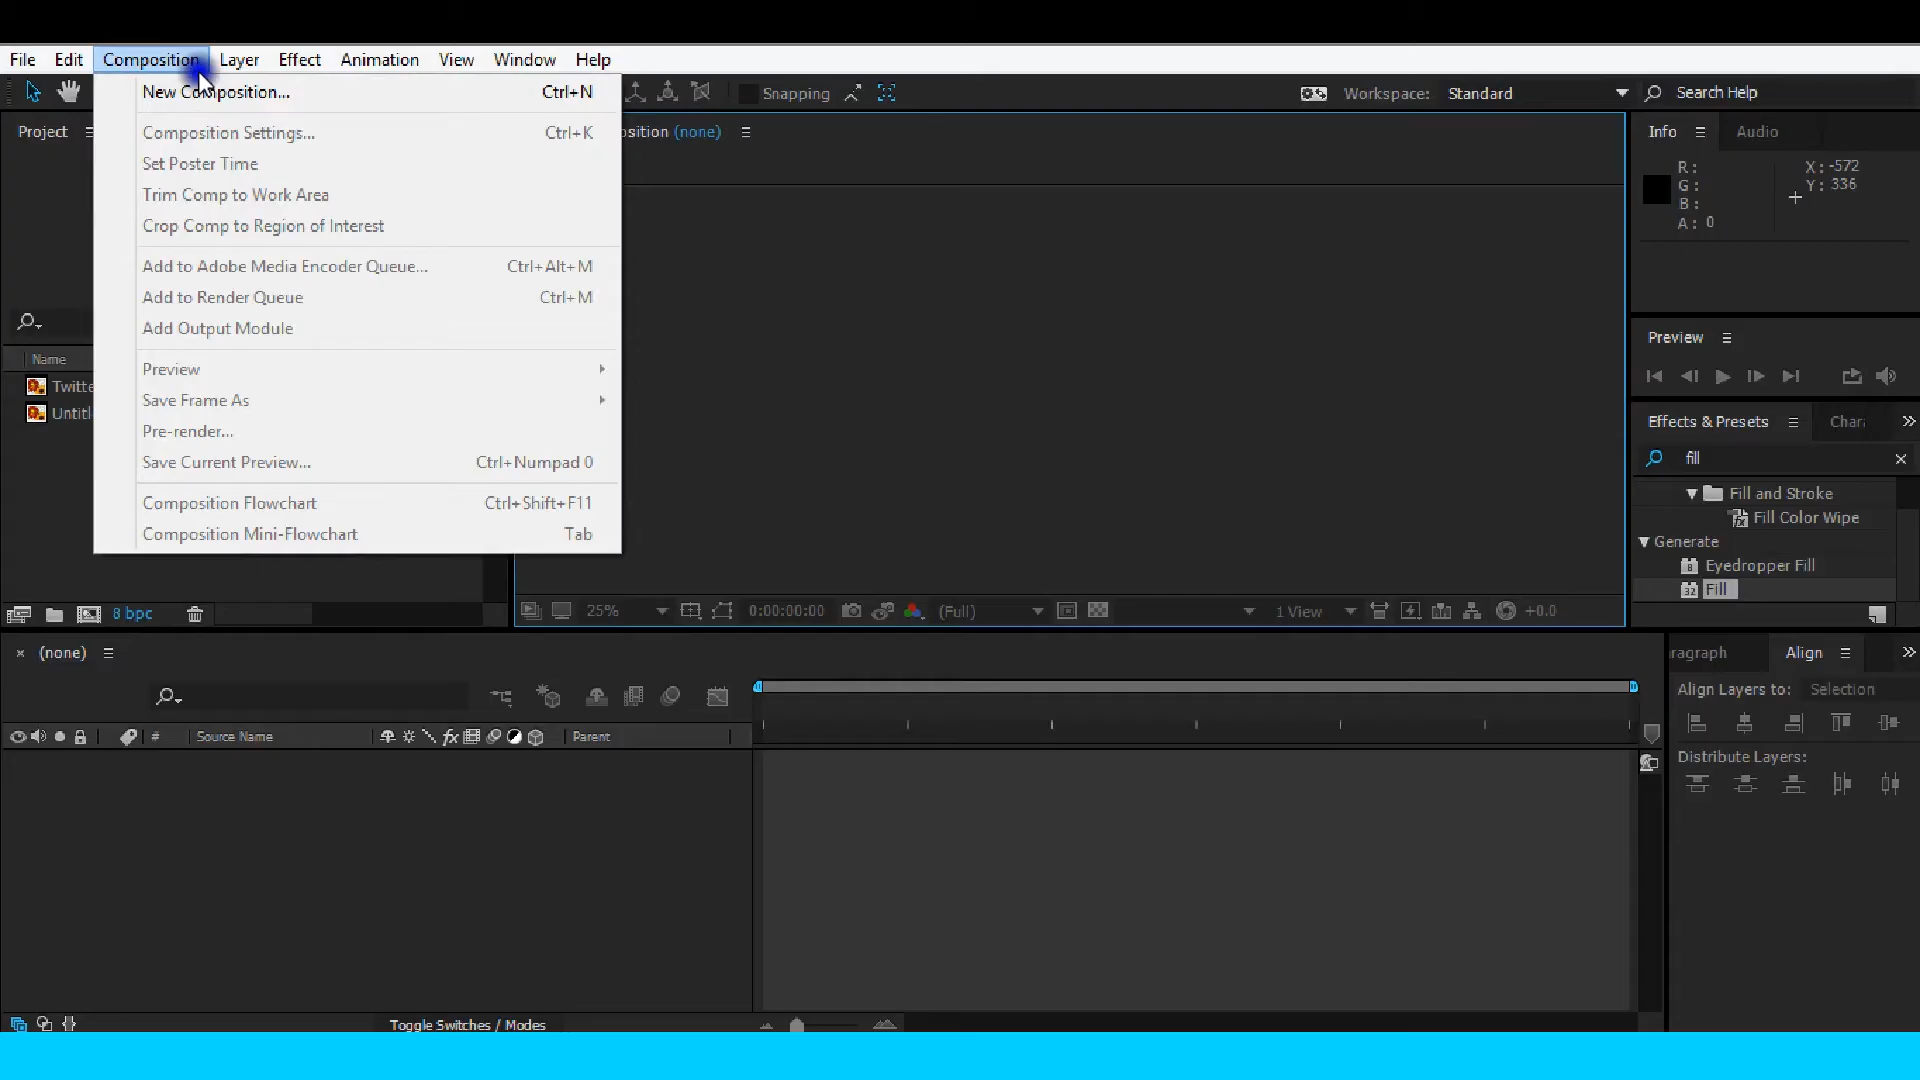 File Edit Composition Layer Effect Animation View Window Help
New Composition... Ctrl+N
Composition Settings... Ctrl+K
Set Poster Time
Trim Comp to Work Area
Crop Comp to Region of Interest
Add to Adobe Media Encoder Queue... Ctrl+Alt+M
Add to Render Queue Ctrl+M
Add Output Module
Preview
Save Frame As
Pre-render...
Save Current Preview... Ctrl+Numpad 0
Composition Flowchart Ctrl+Shift+F11
Composition Mini-Flowchart Tab
Snapping
Workspace: Standard
Search Help
Project
Name
Twitte
Untitl
8 bpc
position (none)
25%
0:00:00:00
(Full)
1 View
+0.0
Info Audio
R:
G:
B:
A: 0
X: -572
Y: 336
Preview
Effects & Presets Chara
fill
Fill and Stroke
Fill Color Wipe
Generate
8 Eyedropper Fill
32 Fill
× (none)
# Source Name fx Parent
Toggle Switches / Modes
ragraph Align
Align Layers to: Selection
Distribute Layers: